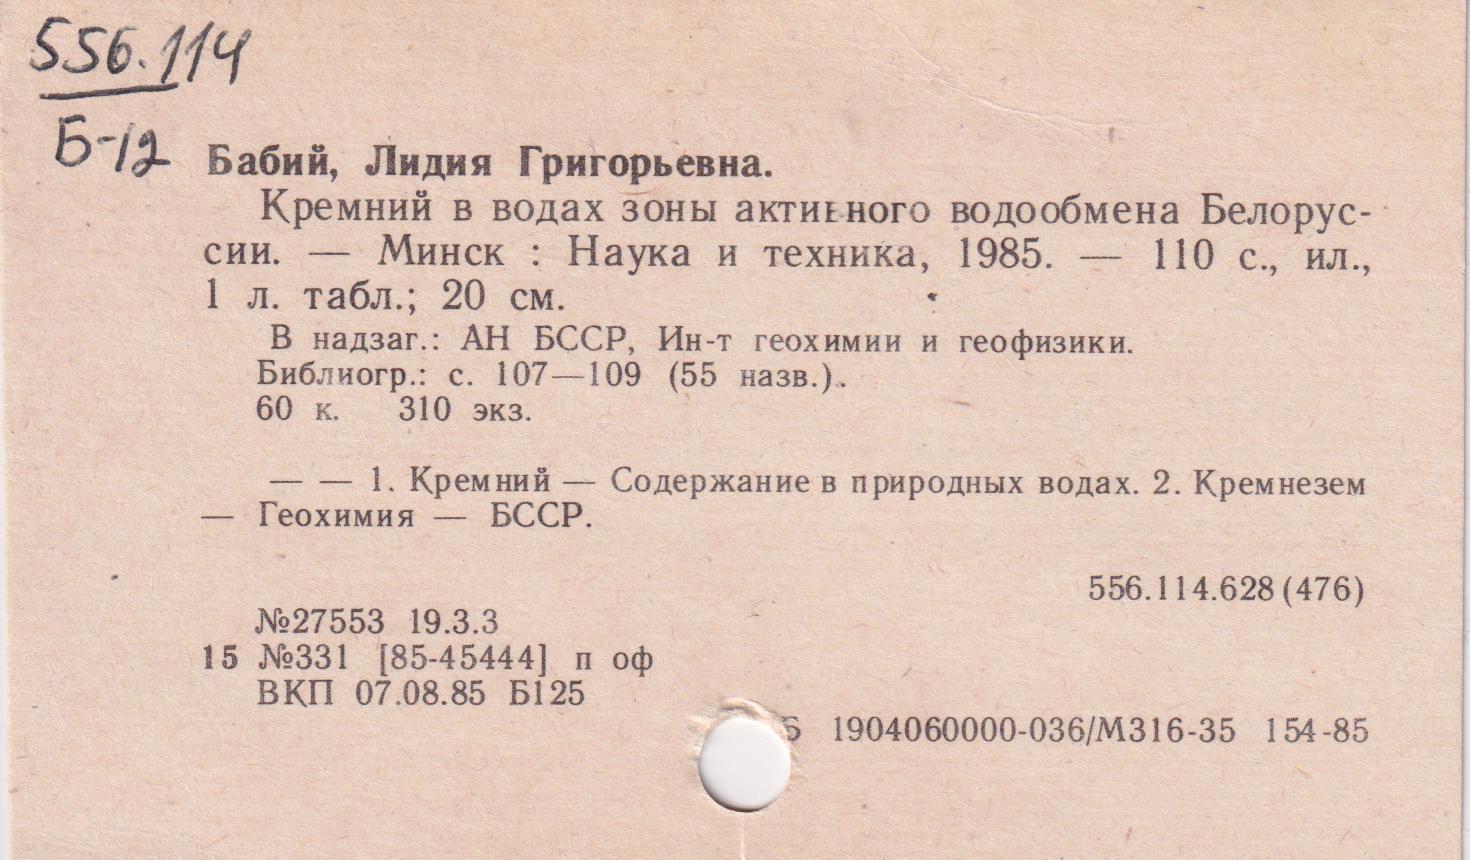 556.114
Б-12
Бабий, Лидия Григорьевна.
Кремний в водах зоны активного водообмена Белорус-
сии. — Минск : Наука и техника, 1985. — 110 с., ил.,
1 л. табл.; 20 см.
В надзаг.: АН БССР, Ин-т геохимии и геофизики.
Библиогр.: с. 107—109 (55 назв.).
60 к. 310 экз.
— — 1. Кремний — Содержание в природных водах. 2. Кремнезем
— Геохимия — БССР.
556.114.628(476)
№27553 19.3.3
15 №331 [85-45444] п оф
ВКП 07.08.85 Б125
1904060000-036/М316-35 154-85